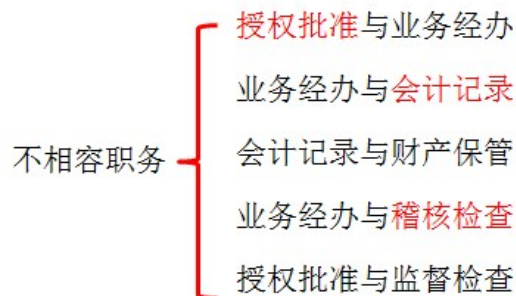 授权批准与业务经办
业务经办与会计记录
不相容职务
会计记录与财产保管
业务经办与稽核检查
授权批准与监督检查